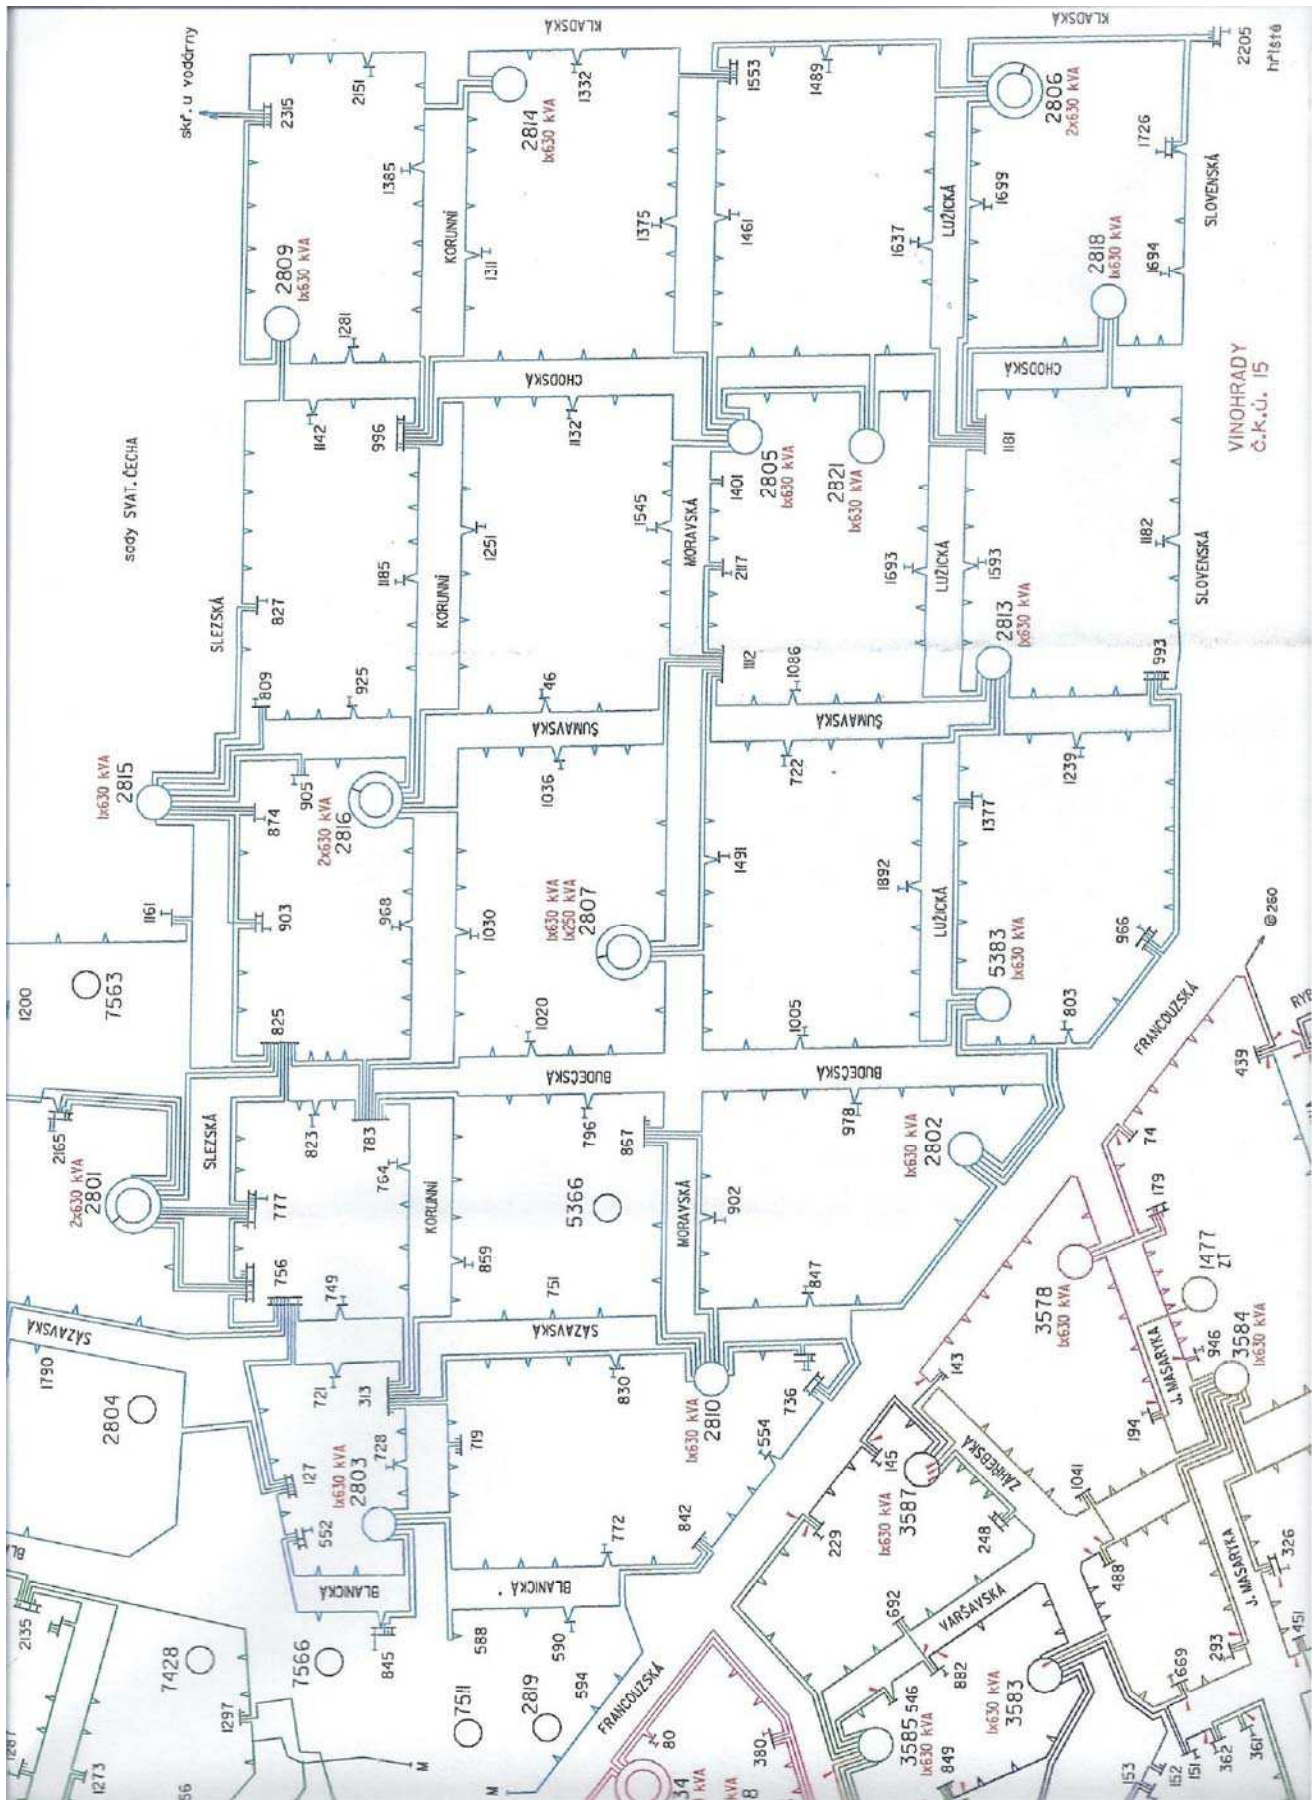 skř. u vodárny
2315
2151
KLADSKÁ
1332
2814
1x630 kVA
1385
KORUNNÍ
1311
2809
1x630 kVA
1281
1553
1489
KLADSKÁ
2205
hřiště
2806
2x630 kVA
1726
SLOVENSKÁ
1375
1461
1637
LUŽICKÁ
1699
2818
1x630 kVA
1694
CHODSKÁ
CHODSKÁ
VINOHRADY
č.k.ú. 15
sady SVAT. ČECHA
1142
996
1132
2805
1x630 kVA
1401
2821
1x630 kVA
1181
SLEZSKÁ
827
1185
KORUNNÍ
1251
1545
MORAVSKÁ
2117
1693
LUŽICKÁ
1593
1182
SLOVENSKÁ
809
925
46
1112
1086
2813
1x630 kVA
993
ŠUMAVSKÁ
ŠUMAVSKÁ
1x630 kVA
2815
905
874
2x630 kVA
2816
1036
722
1239
1377
1161
903
968
1030
1x630 kVA
1x250 kVA
2807
1491
1892
LUŽICKÁ
5383
1x630 kVA
966
@260
1200
7563
825
1020
1005
803
FRANCOUZSKÁ
439
BUDEČSKÁ
BUDEČSKÁ
2165
SLEZSKÁ
823
783
796
867
978
1x630 kVA
2802
74
2x630 kVA
2801
777
764
KORUNNÍ
5366
MORAVSKÁ
902
179
756
749
859
751
847
3578
1x630 kVA
1477
ZT
SÁZAVSKÁ
SÁZAVSKÁ
1790
2804
721
313
830
1x630 kVA
2810
736
143
J. MASARYKA
946
3584
1x630 kVA
127
728
719
554
145
ZÁHŘEBSKÁ
194
1x630 kVA
2803
552
772
842
229
1x630 kVA
3587
248
1041
BLANICKÁ
BLANICKÁ
2135
845
588
590
594
692
VARŠAVSKÁ
488
J. MASARYKA
326
7428
7566
7511
2819
FRANCOUZSKÁ
882
546
293
451
1297
80
380
3585
1x630 kVA
1x630 kVA
3583
669
1273
M
M
34
kVA
849
153
152
151
362
361